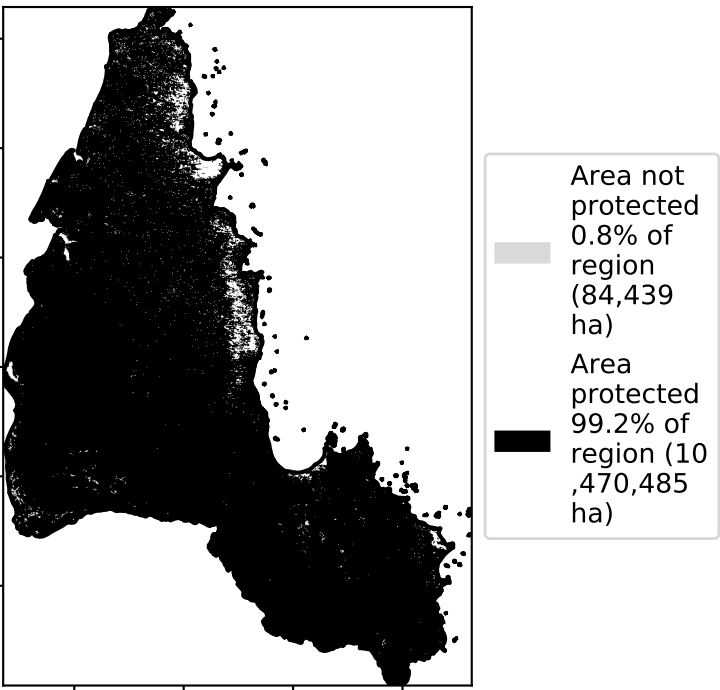 Area not
protected
0.8% of
region
(84,439
ha)
Area
protected
99.2% of
region (10
,470,485
ha)